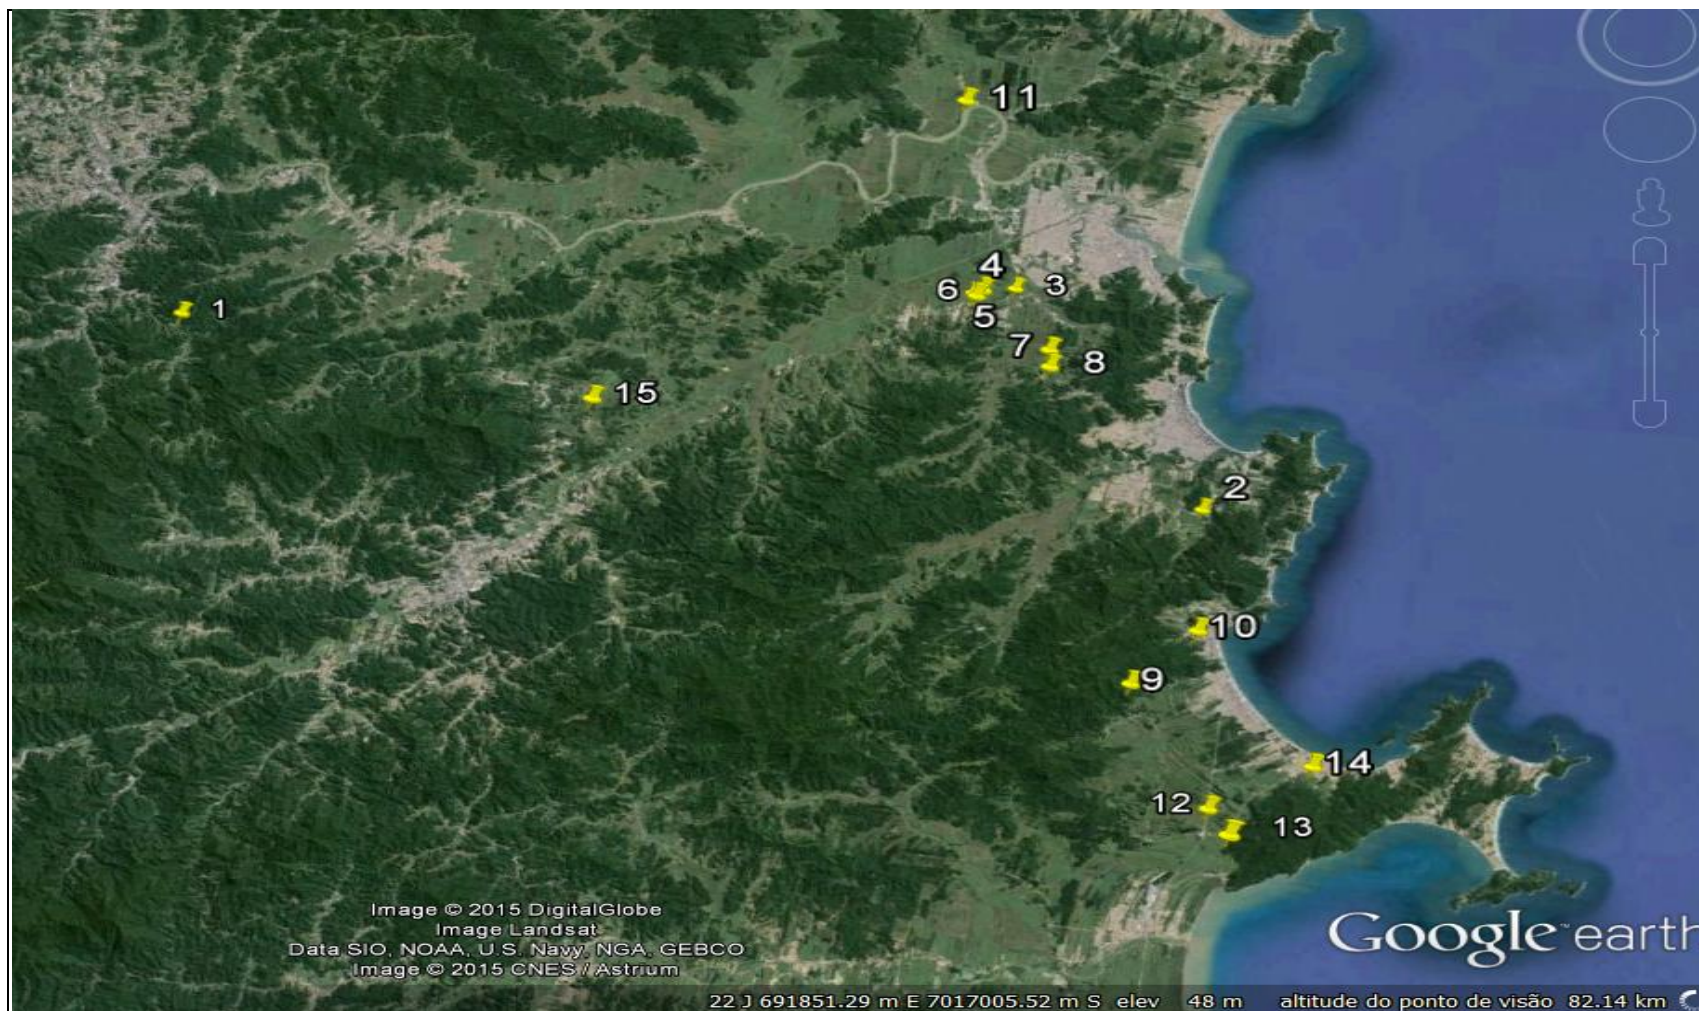 11
4
3
6
1
5
7
8
15
2
10
9
14
12
13
Image © 2015 DigitalGlobe
Image Landsat
Data SIO, NOAA, U.S. Navy, NGA, GEBCO
Image © 2015 CNES / Astrium
Google earth
22 J 691851.29 m E 7017005.52 m S elev 48 m altitude do ponto de visão 82.14 km